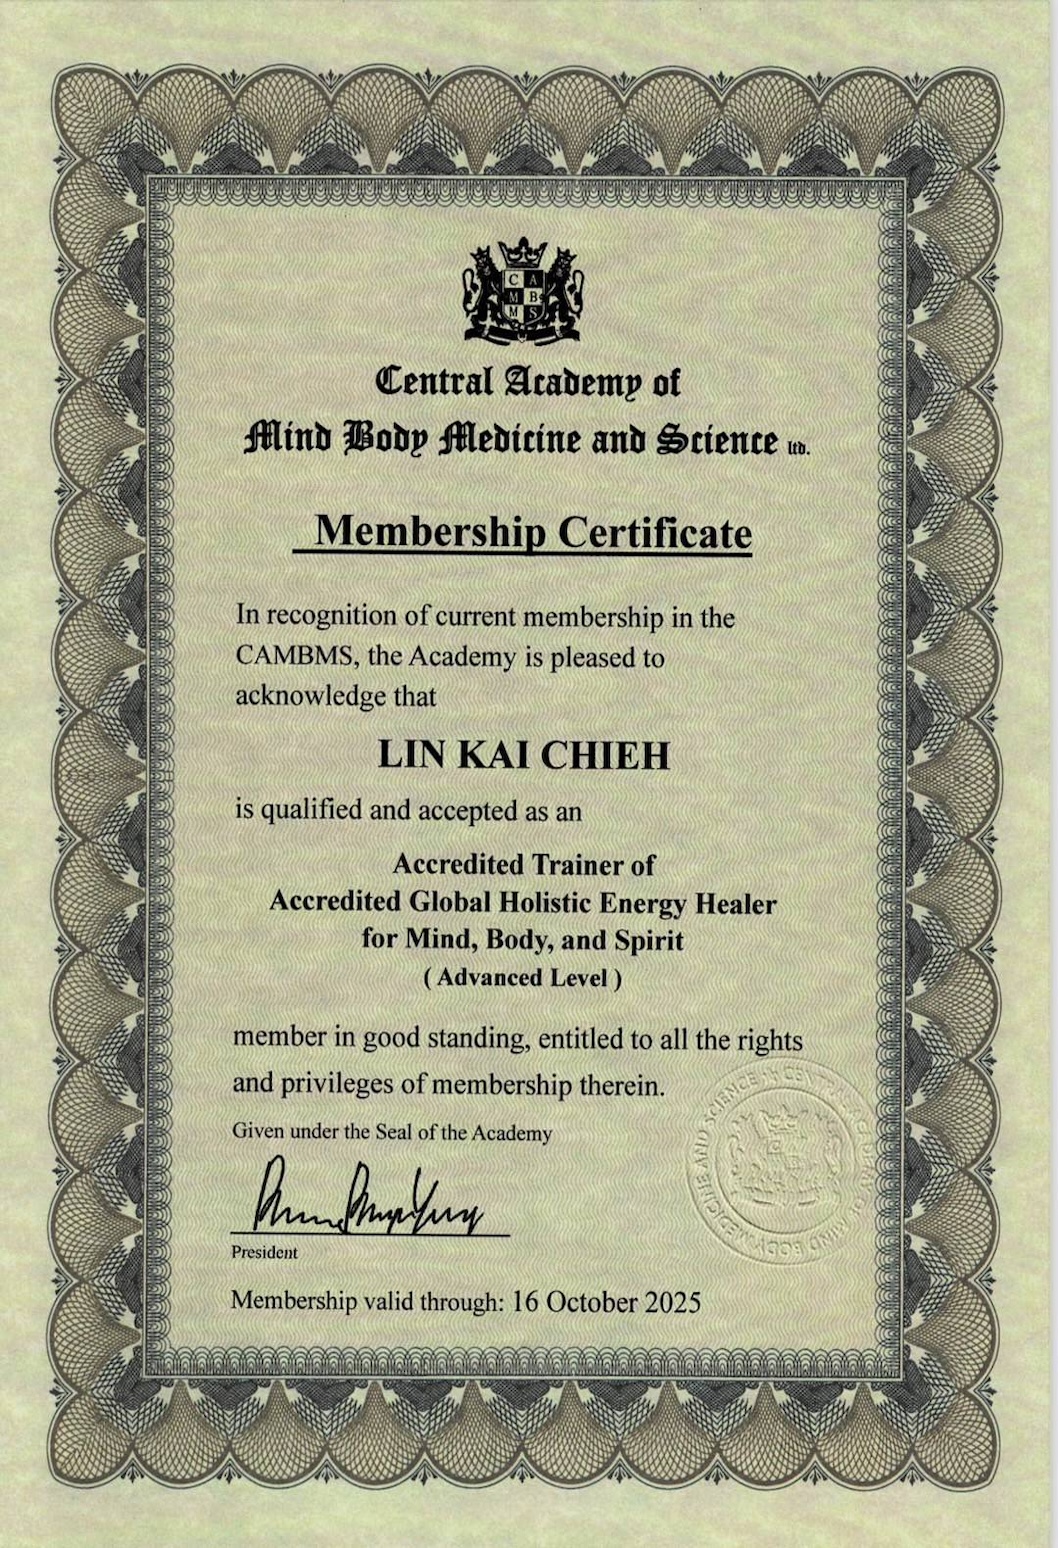 C A
M B
M S
Central Academy of
Mind Body Medicine and Science ltd.
Membership Certificate
In recognition of current membership in the
CAMBMS, the Academy is pleased to
acknowledge that
LIN KAI CHIEH
is qualified and accepted as an
Accredited Trainer of
Accredited Global Holistic Energy Healer
for Mind, Body, and Spirit
( Advanced Level )
member in good standing, entitled to all the rights
and privileges of membership therein.
Given under the Seal of the Academy
President
Membership valid through: 16 October 2025